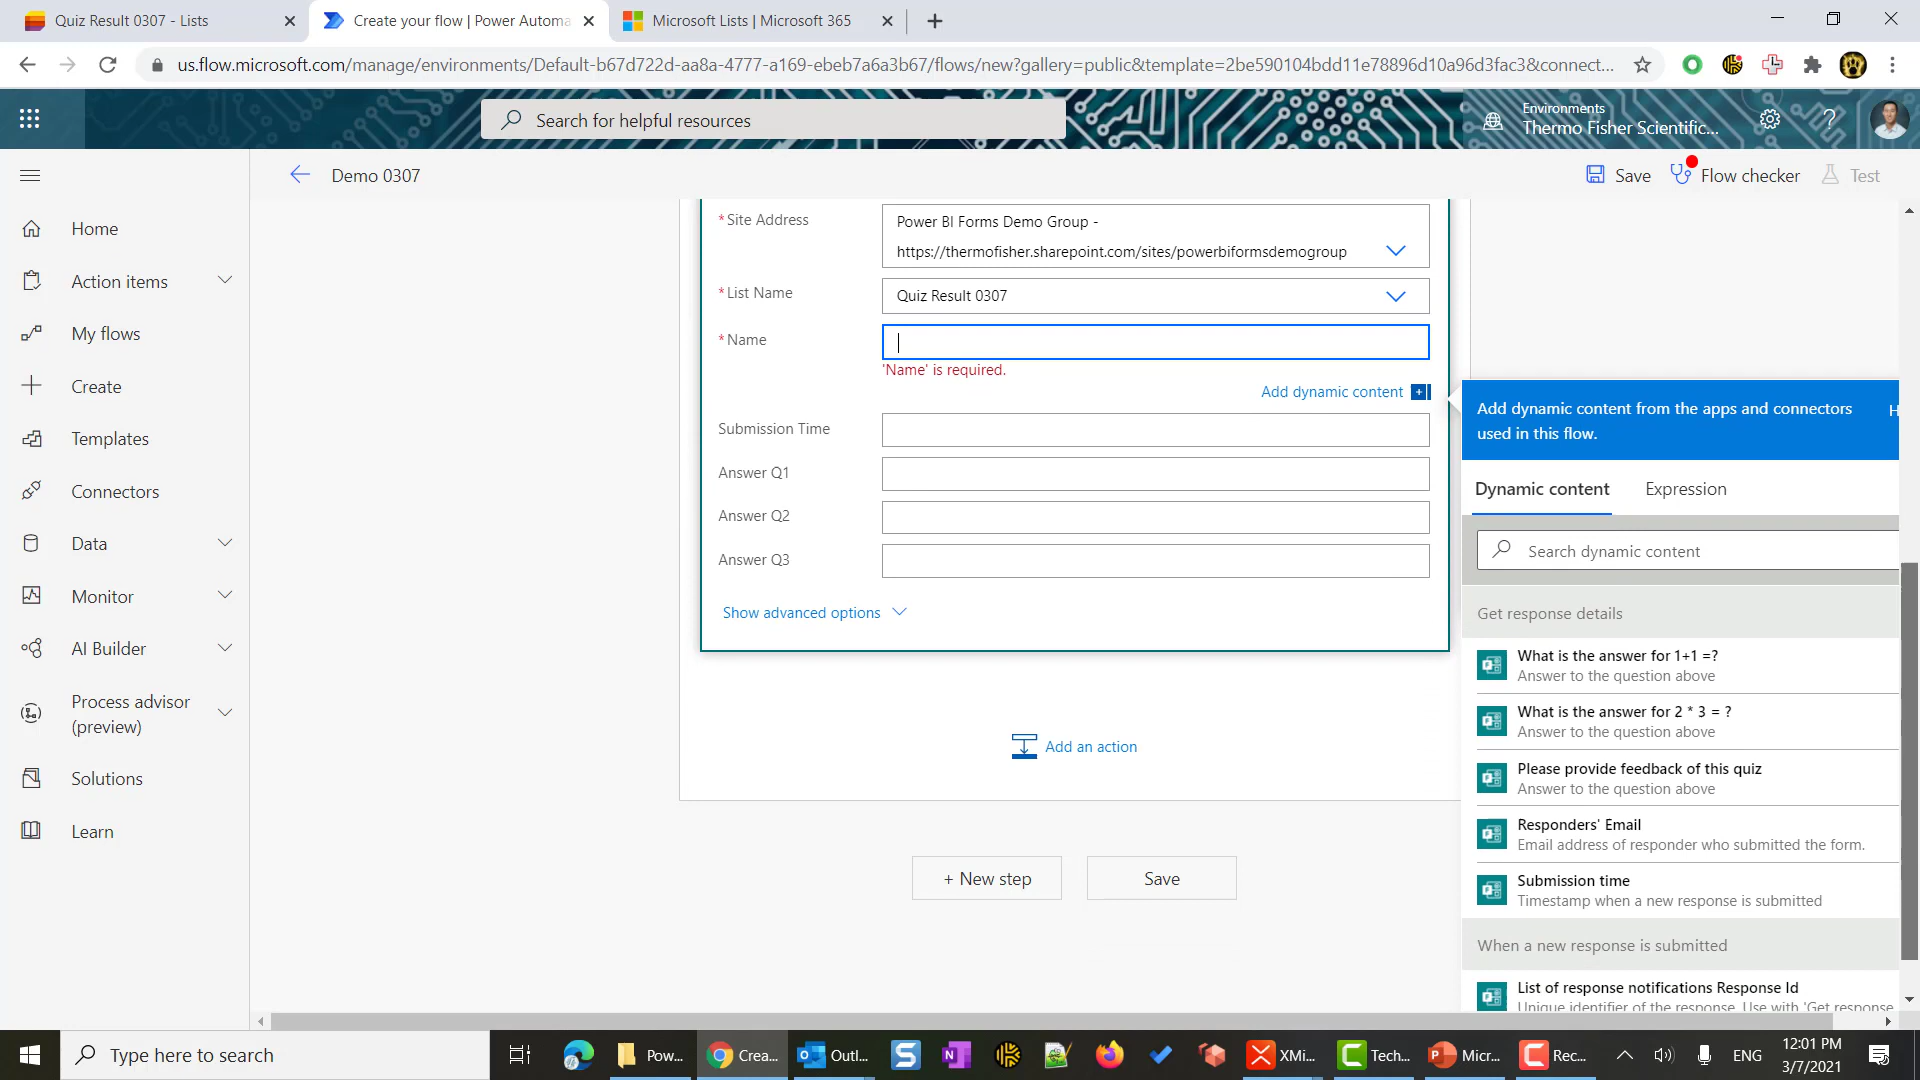 Quiz Result 0307 - Lists
Create your flow | Power Automa
Microsoft Lists | Microsoft 365
us.flow.microsoft.com/manage/environments/Default-b67d722d-aa8a-4777-a169-ebeb7a6a3b67/flows/new?gallery=public&template=2be590104bdd11e78896d10a96d3fac3&connect...
Search for helpful resources
Environments
Thermo Fisher Scientific...
Demo 0307
Save
Flow checker
Test
Home
Action items
My flows
Create
Templates
Connectors
Data
Monitor
AI Builder
Process advisor
(preview)
Solutions
Learn
* Site Address
Power BI Forms Demo Group -
https://thermofisher.sharepoint.com/sites/powerbiformsdemogroup
* List Name
Quiz Result 0307
* Name
'Name' is required.
Add dynamic content
Submission Time
Answer Q1
Answer Q2
Answer Q3
Show advanced options
Add an action
+ New step
Save
Add dynamic content from the apps and connectors H
used in this flow.
Dynamic content
Expression
Search dynamic content
Get response details
What is the answer for 1+1 =?
Answer to the question above
What is the answer for 2 * 3 = ?
Answer to the question above
Please provide feedback of this quiz
Answer to the question above
Responders' Email
Email address of responder who submitted the form.
Submission time
Timestamp when a new response is submitted
When a new response is submitted
List of response notifications Response Id
Unique identifier of the response. Use with 'Get response
Type here to search
Pow...
Crea...
Outl...
XMi...
Tech...
Micr...
Rec...
ENG
12:01 PM
3/7/2021